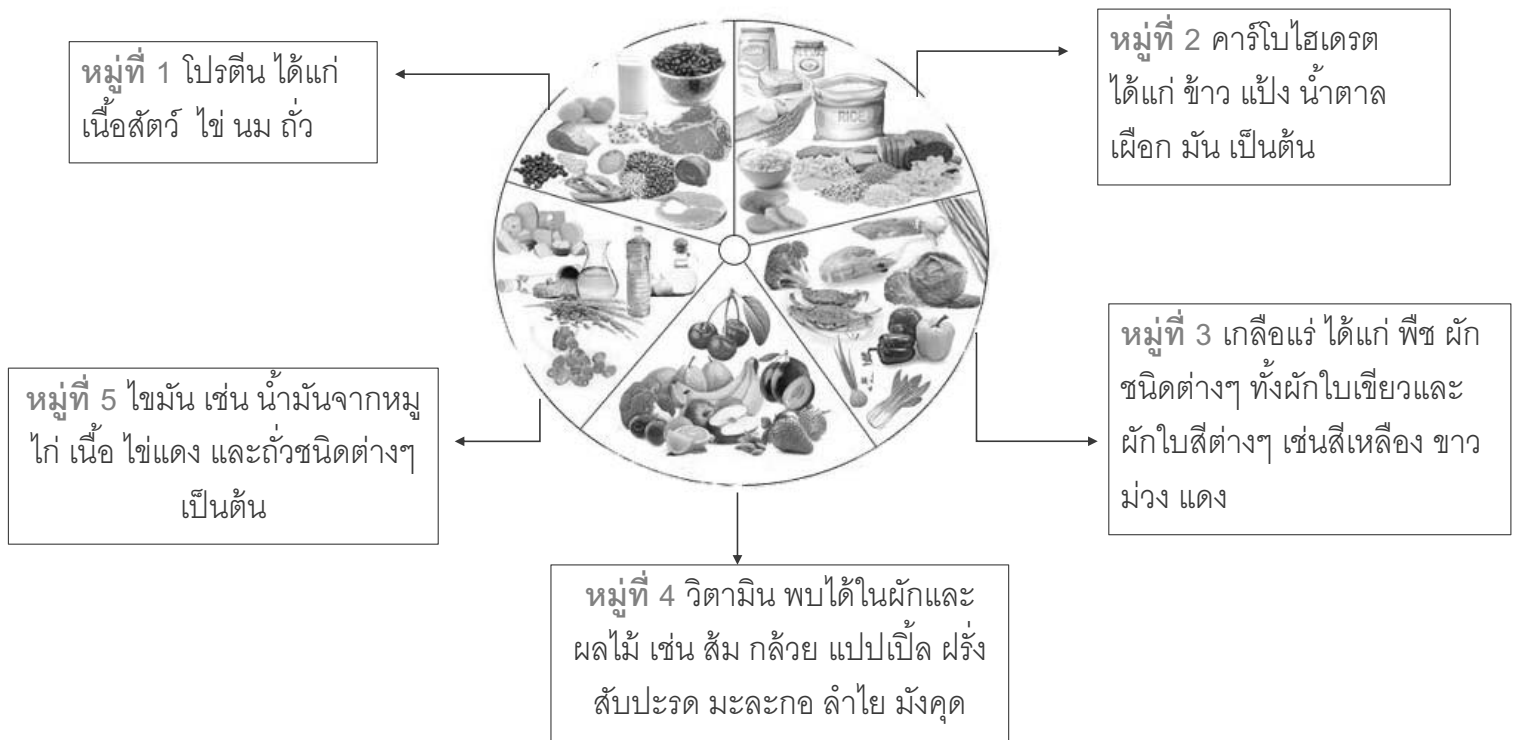 หมู่ที่ 1 โปรตีน ได้แก่
เนื้อสัตว์ ไข่ นม ถั่ว
หมู่ที่ 2 คาร์โบไฮเดรต
ได้แก่ ข้าว แป้ง น้ำตาล
เผือก มัน เป็นต้น
RICE
หมู่ที่ 3 เกลือแร่ ได้แก่ พืช ผัก
ชนิดต่างๆ ทั้งผักใบเขียวและ
ผักใบสีต่างๆ เช่นสีเหลือง ขาว
ม่วง แดง
หมู่ที่ 5 ไขมัน เช่น น้ำมันจากหมู
ไก่ เนื้อ ไข่แดง และถั่วชนิดต่างๆ
เป็นต้น
หมู่ที่ 4 วิตามิน พบได้ในผักและ
ผลไม้ เช่น ส้ม กล้วย แปปเปิ้ล ฝรั่ง
สับปะรด มะละกอ ลำไย มังคุด